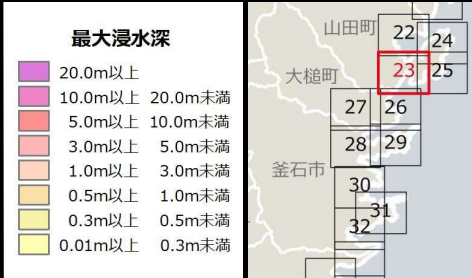 最大浸水深
20.0m以上
10.0m以上 20.0m未満
5.0m以上 10.0m未満
3.0m以上 5.0m未満
1.0m以上 3.0m未満
0.5m以上 1.0m未満
0.3m以上 0.5m未満
0.01m以上 0.3m未満
山田町
22
24
大槌町
23
25
27
26
28
29
釜石市
30
31
32